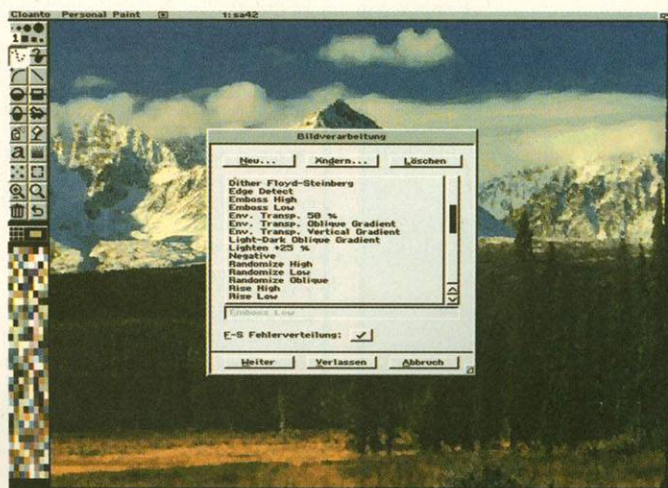 Cloanto Personal Paint 1:sa42
1
a
Bildverarbeitung
Neu... Ändern... Löschen
Dither Floyd-Steinberg
Edge Detect
Emboss High
Emboss Low
Env. Transp. 50 %
Env. Transp. Oblique Gradient
Env. Transp. Vertical Gradient
Light-Dark Oblique Gradient
Lighten +25 %
Negative
Randomize High
Randomize Low
Randomize Oblique
Rise High
Rise Low
Emboss Low
F-S Fehlerverteilung:
Weiter Verlassen Abbruch